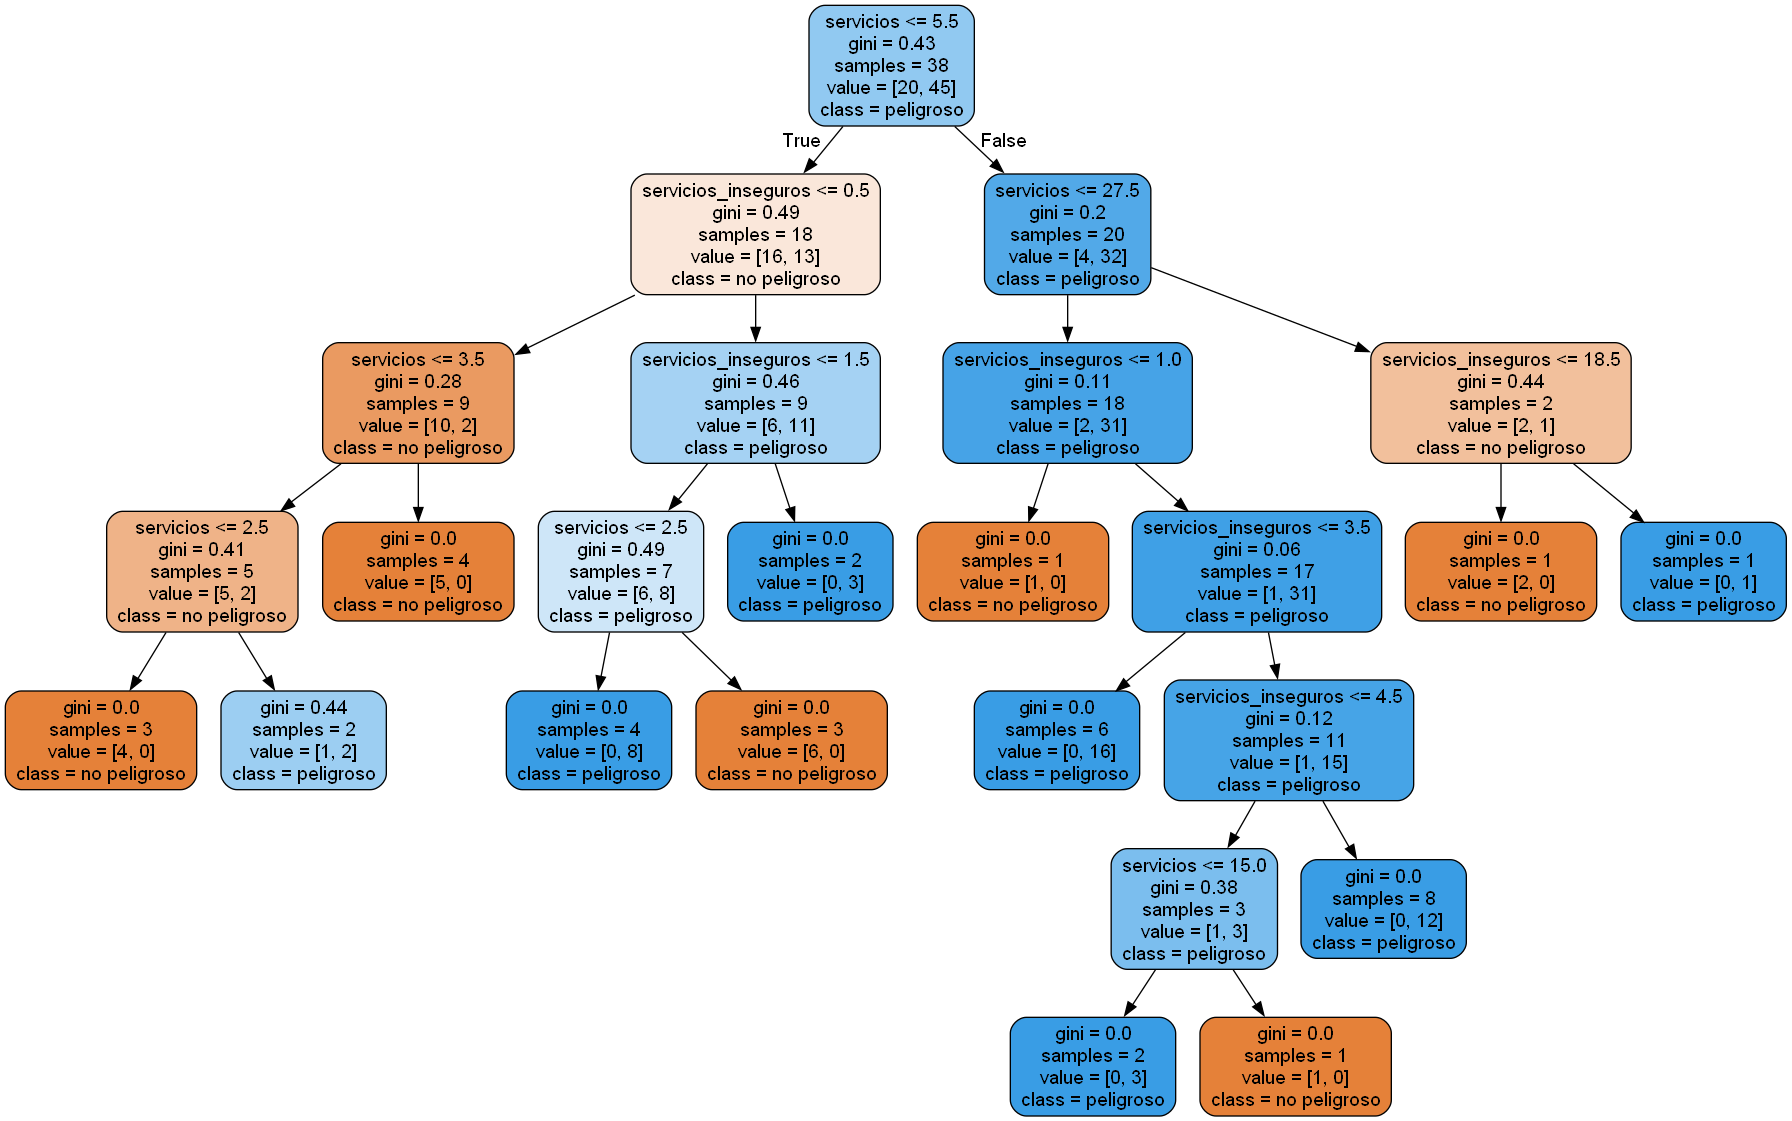 servicios <= 5.5
gini = 0.43
samples = 38
value = [20, 45]
class = peligroso
True
False
servicios_inseguros <= 0.5
gini = 0.49
samples = 18
value = [16, 13]
class = no peligroso
servicios <= 27.5
gini = 0.2
samples = 20
value = [4, 32]
class = peligroso
servicios <= 3.5
gini = 0.28
samples = 9
value = [10, 2]
class = no peligroso
servicios_inseguros <= 1.5
gini = 0.46
samples = 9
value = [6, 11]
class = peligroso
servicios_inseguros <= 1.0
gini = 0.11
samples = 18
value = [2, 31]
class = peligroso
servicios_inseguros <= 18.5
gini = 0.44
samples = 2
value = [2, 1]
class = no peligroso
servicios <= 2.5
gini = 0.41
samples = 5
value = [5, 2]
class = no peligroso
gini = 0.0
samples = 4
value = [5, 0]
class = no peligroso
servicios <= 2.5
gini = 0.49
samples = 7
value = [6, 8]
class = peligroso
gini = 0.0
samples = 2
value = [0, 3]
class = peligroso
gini = 0.0
samples = 1
value = [1, 0]
class = no peligroso
servicios_inseguros <= 3.5
gini = 0.06
samples = 17
value = [1, 31]
class = peligroso
gini = 0.0
samples = 1
value = [2, 0]
class = no peligroso
gini = 0.0
samples = 1
value = [0, 1]
class = peligroso
gini = 0.0
samples = 3
value = [4, 0]
class = no peligroso
gini = 0.44
samples = 2
value = [1, 2]
class = peligroso
gini = 0.0
samples = 4
value = [0, 8]
class = peligroso
gini = 0.0
samples = 3
value = [6, 0]
class = no peligroso
gini = 0.0
samples = 6
value = [0, 16]
class = peligroso
servicios_inseguros <= 4.5
gini = 0.12
samples = 11
value = [1, 15]
class = peligroso
servicios <= 15.0
gini = 0.38
samples = 3
value = [1, 3]
class = peligroso
gini = 0.0
samples = 8
value = [0, 12]
class = peligroso
gini = 0.0
samples = 2
value = [0, 3]
class = peligroso
gini = 0.0
samples = 1
value = [1, 0]
class = no peligroso